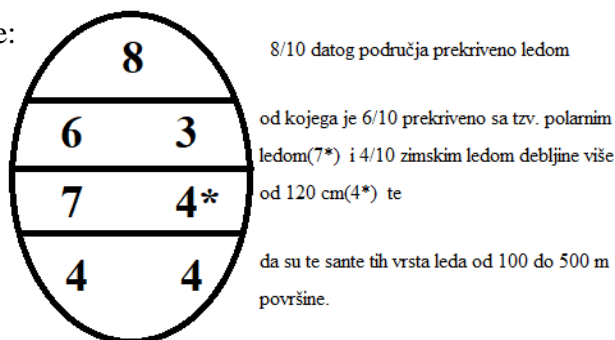 e:
8
8/10 datog područja prekriveno ledom
6 3
od kojega je 6/10 prekriveno sa tzv. polarnim
ledom(7*) i 4/10 zimskim ledom debljine više
7 4*
od 120 cm(4*) te
4 4
da su te sante tih vrsta leda od 100 do 500 m
površine.